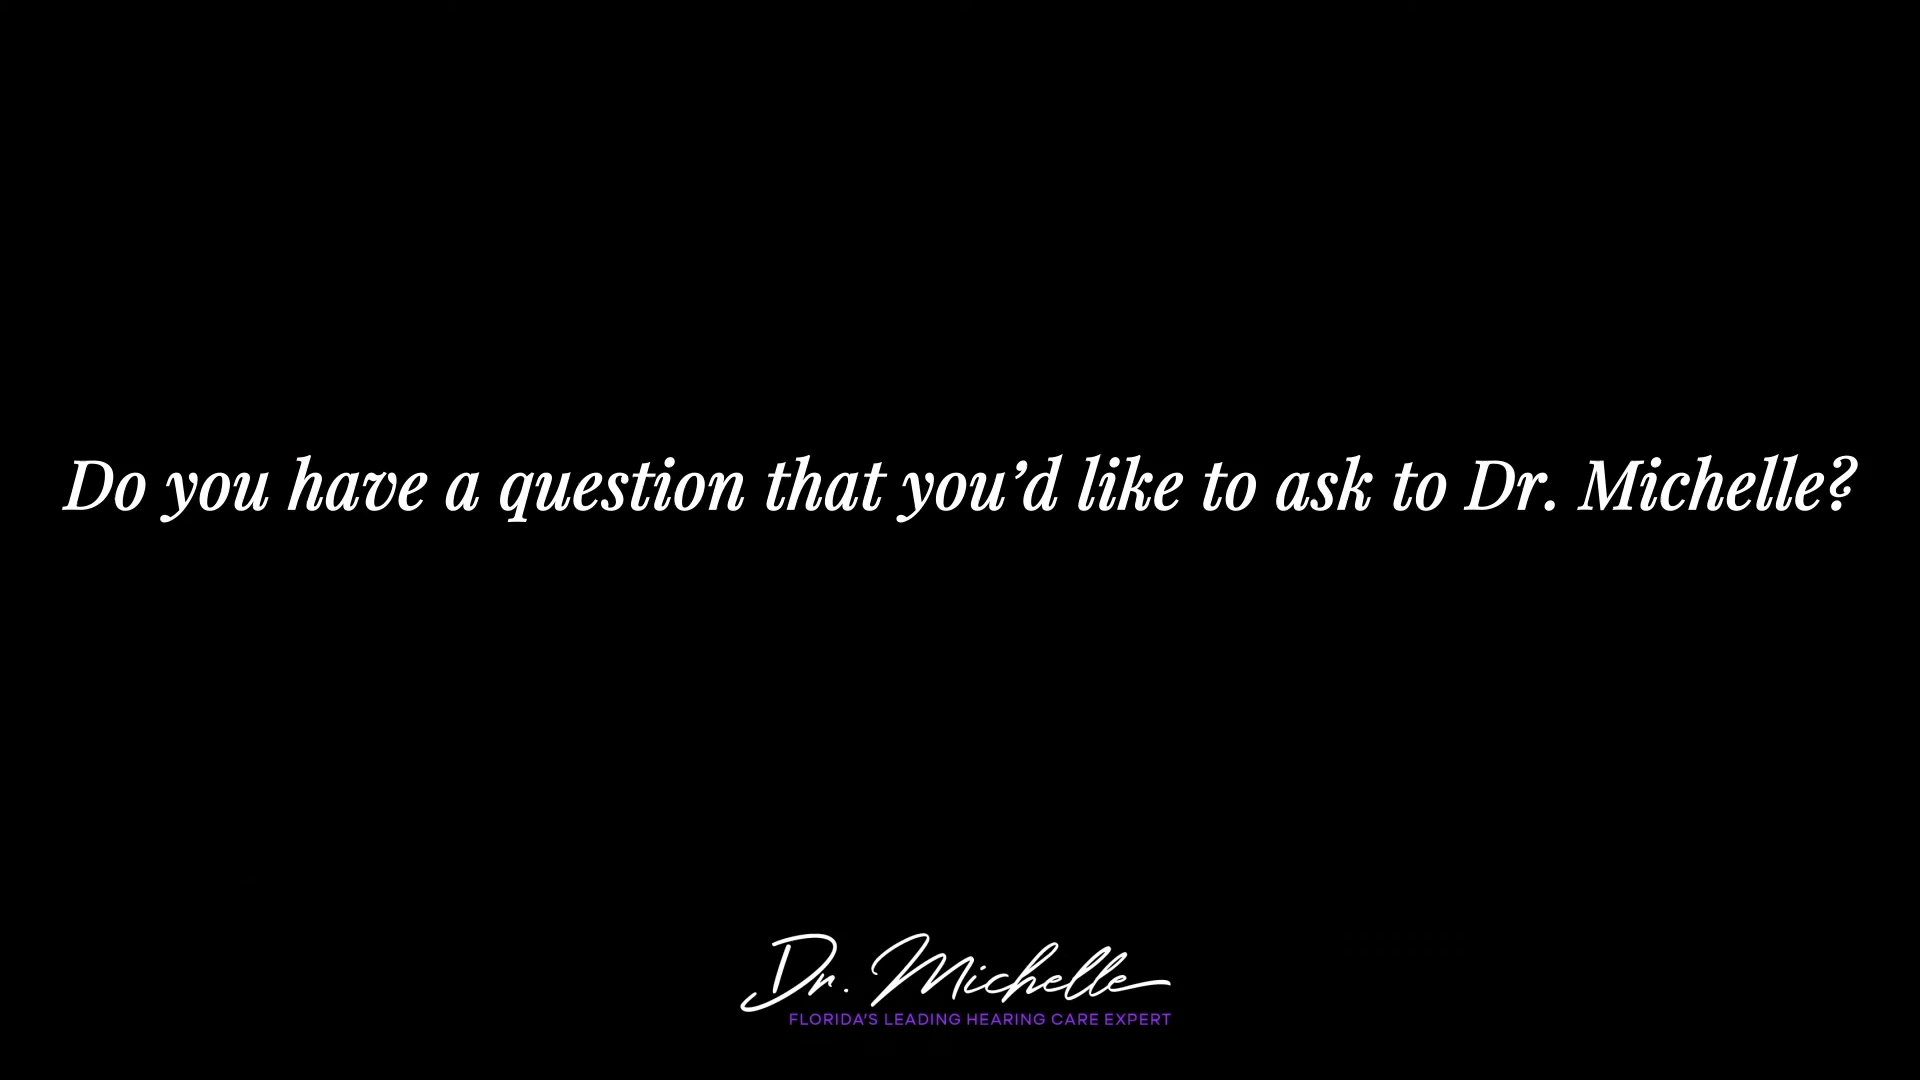 Do you have a question that you’d like to ask to Dr. Michelle?
Dr. Michelle
FLORIDA’S LEADING HEARING CARE EXPERT